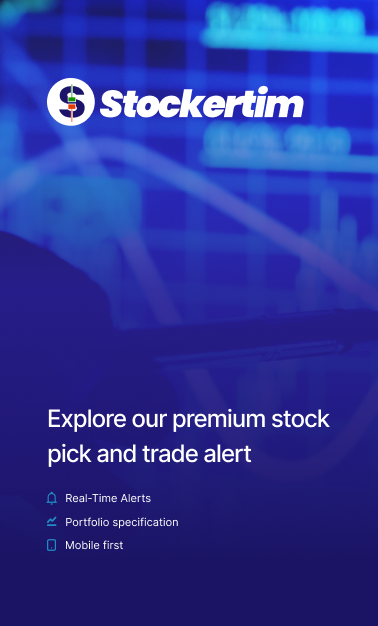 Stockertim
Explore our premium stock
pick and trade alert
Real-Time Alerts
Portfolio specification
Mobile first